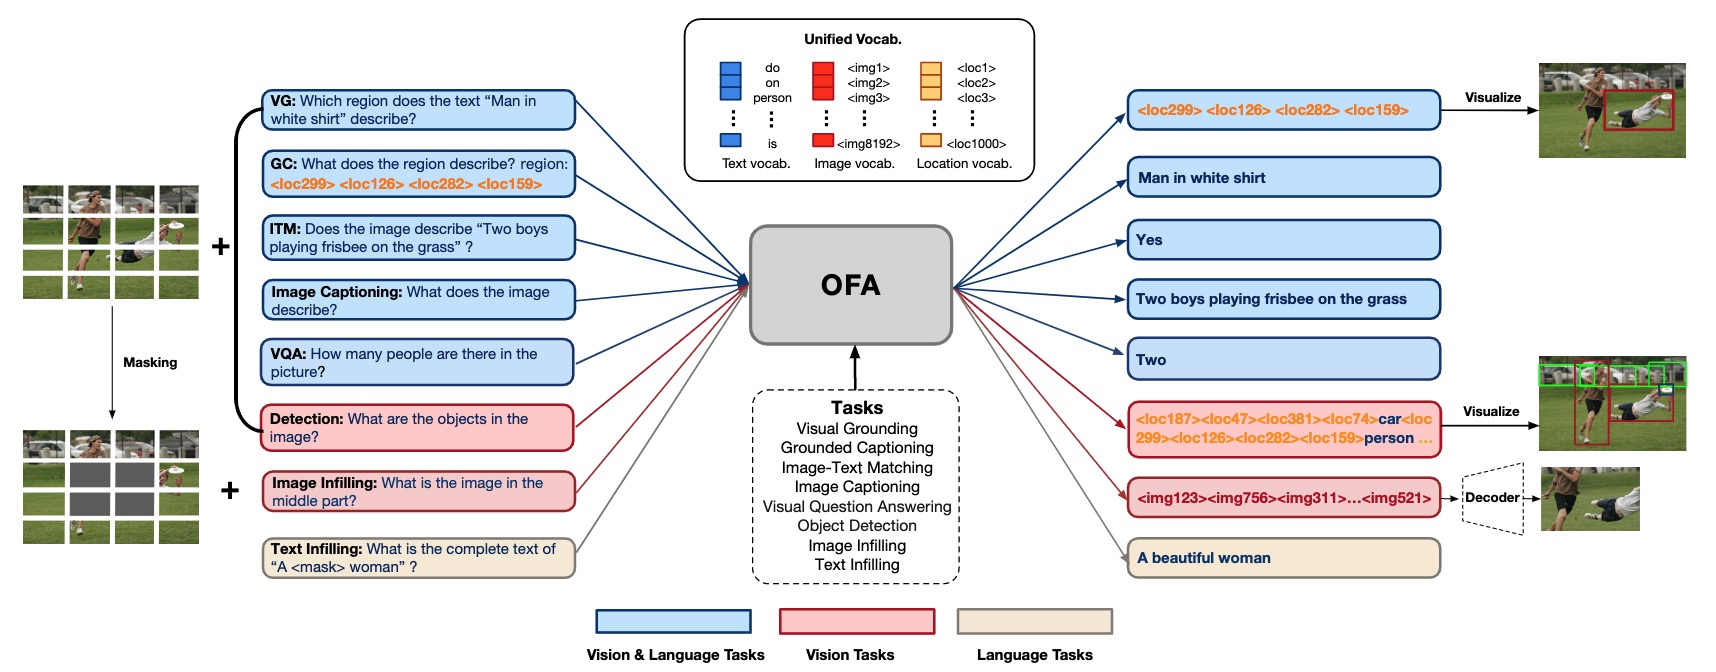 Unified Vocab.
do
on
person
is
Text vocab.
<img1>
<img2>
<img3>
<img8192>
Image vocab.
<loc1>
<loc2>
<loc3>
<loc1000>
Location vocab.
Masking
+
+
VG: Which region does the text “Man in
white shirt” describe?
GC: What does the region describe? region:
<loc299> <loc126> <loc282> <loc159>
ITM: Does the image describe “Two boys
playing frisbee on the grass” ?
Image Captioning: What does the image
describe?
VQA: How many people are there in the
picture?
Detection: What are the objects in the
image?
Image Infilling: What is the image in the
middle part?
Text Infilling: What is the complete text of
“A <mask> woman” ?
OFA
Tasks
Visual Grounding
Grounded Captioning
Image-Text Matching
Image Captioning
Visual Question Answering
Object Detection
Image Infilling
Text Infilling
<loc299> <loc126> <loc282> <loc159>
Visualize
Man in white shirt
Yes
Two boys playing frisbee on the grass
Two
<loc187><loc47><loc381><loc74>car<loc
299><loc126><loc282><loc159>person ...
Visualize
<img123><img756><img311>...<img521>
Decoder
A beautiful woman
Vision & Language Tasks
Vision Tasks
Language Tasks